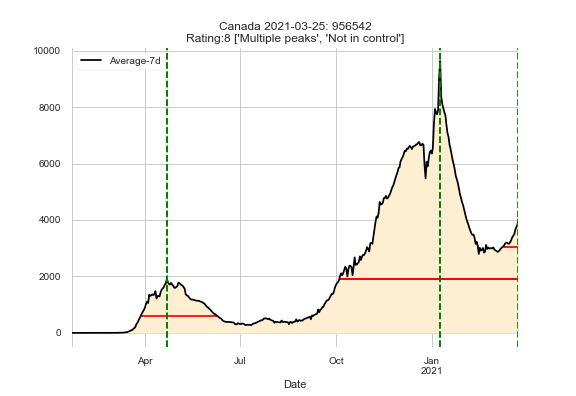 Canada 2021-03-25: 956542
Rating:8 ['Multiple peaks', 'Not in control']
10000
Average-7d
8000
6000
4000
2000
0
Apr
Jul
Oct
Jan
2021
Date